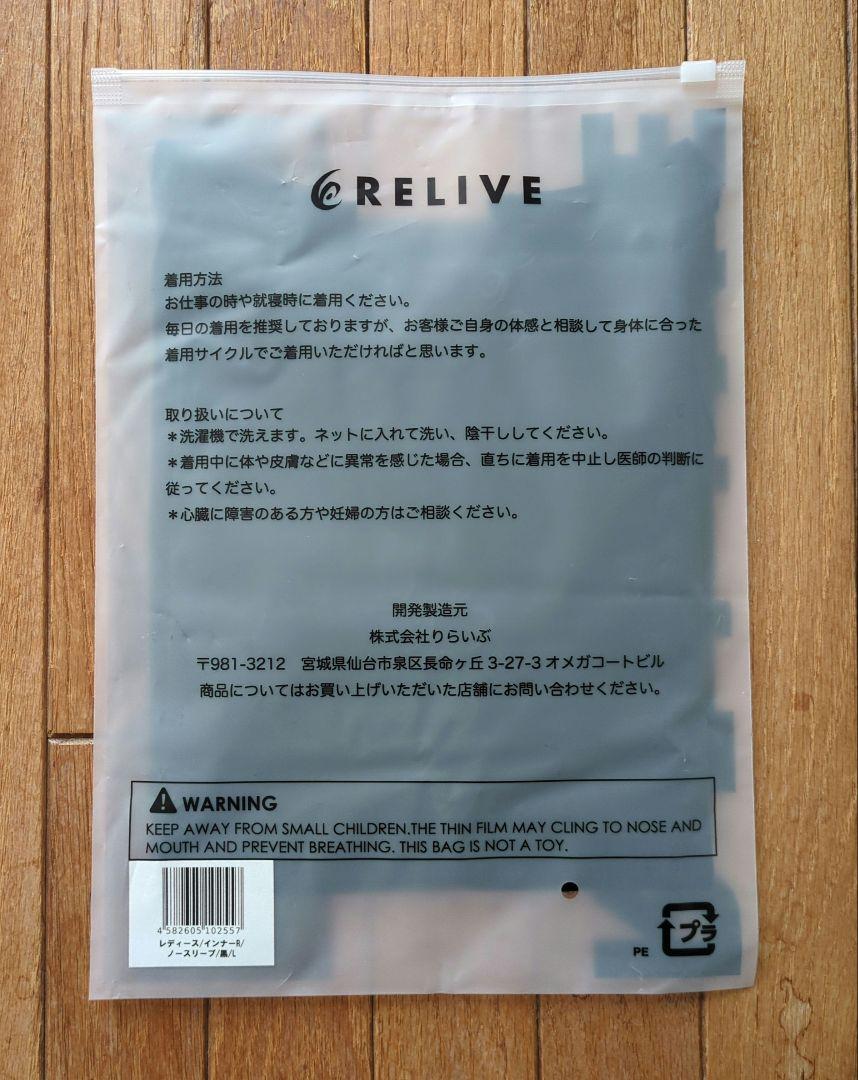 RELIVE
着用方法
お仕事の時や就寝時に着用ください。
毎日の着用を推奨しておりますが、お客様ご自身の体感と相談して身体に合った
着用サイクルでご着用いただければと思います。
取り扱いについて
＊洗濯機で洗えます。ネットに入れて洗い、陰干ししてください。
＊着用中に体や皮膚などに異常を感じた場合、直ちに着用を中止し医師の判断に
従ってください。
＊心臓に障害のある方や妊婦の方はご相談ください。
開発製造元
株式会社りらいぶ
〒981-3212　宮城県仙台市泉区長命ヶ丘 3-27-3 オメガコートビル
商品についてはお買い上げいただいた店舗にお問い合わせください。
WARNING
KEEP AWAY FROM SMALL CHILDREN.THE THIN FILM MAY CLING TO NOSE AND
MOUTH AND PREVENT BREATHING. THIS BAG IS NOT A TOY.
4 582605 102557
レディース/インナーR/
ノースリーブ/黒/L
PE
プラ